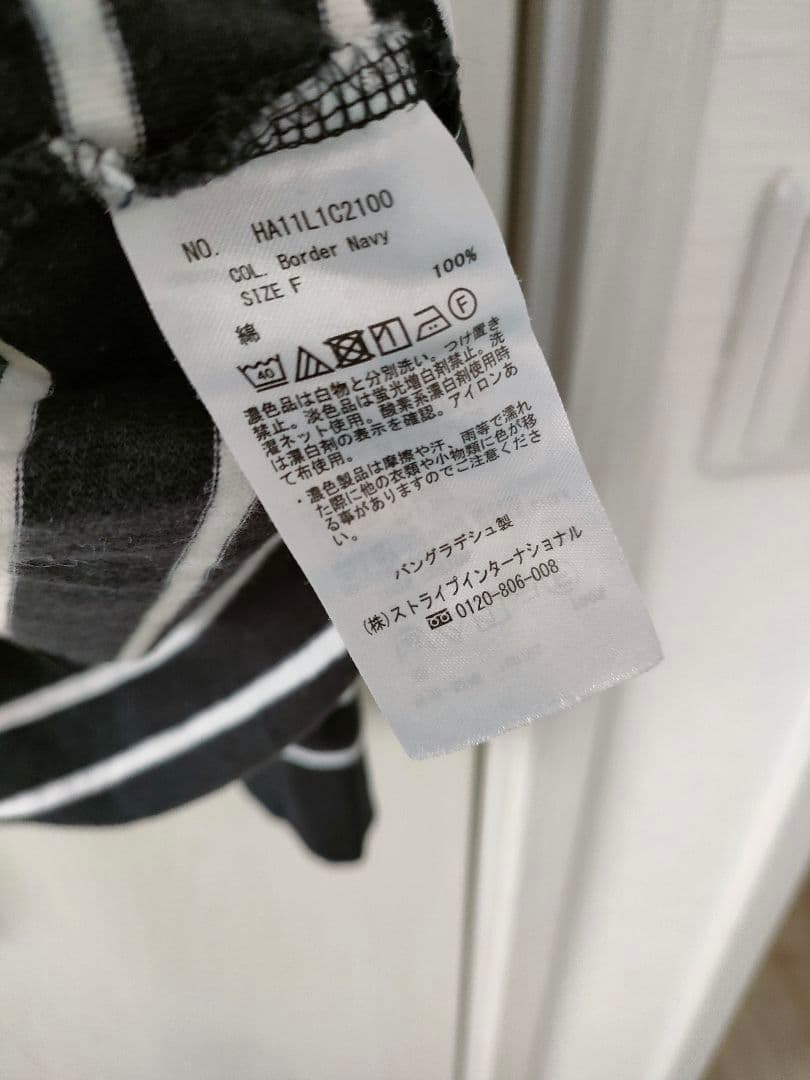 NO. HA11L1C2100
COL. Border Navy
SIZE F
綿 100%
40 F
濃色品は白物と分別洗い。つけ置き
禁止。淡色品は蛍光増白剤禁止。洗
濯ネット使用。酸素系漂白剤使用時
は漂白剤の表示を確認。アイロンあ
て布使用。
・濃色製品は摩擦や汗、雨等で濡れ
た際に他の衣類や小物類に色が移
る事がありますのでご注意くださ
い。
バングラデシュ製
(株)ストライプインターナショナル
0120-806-008